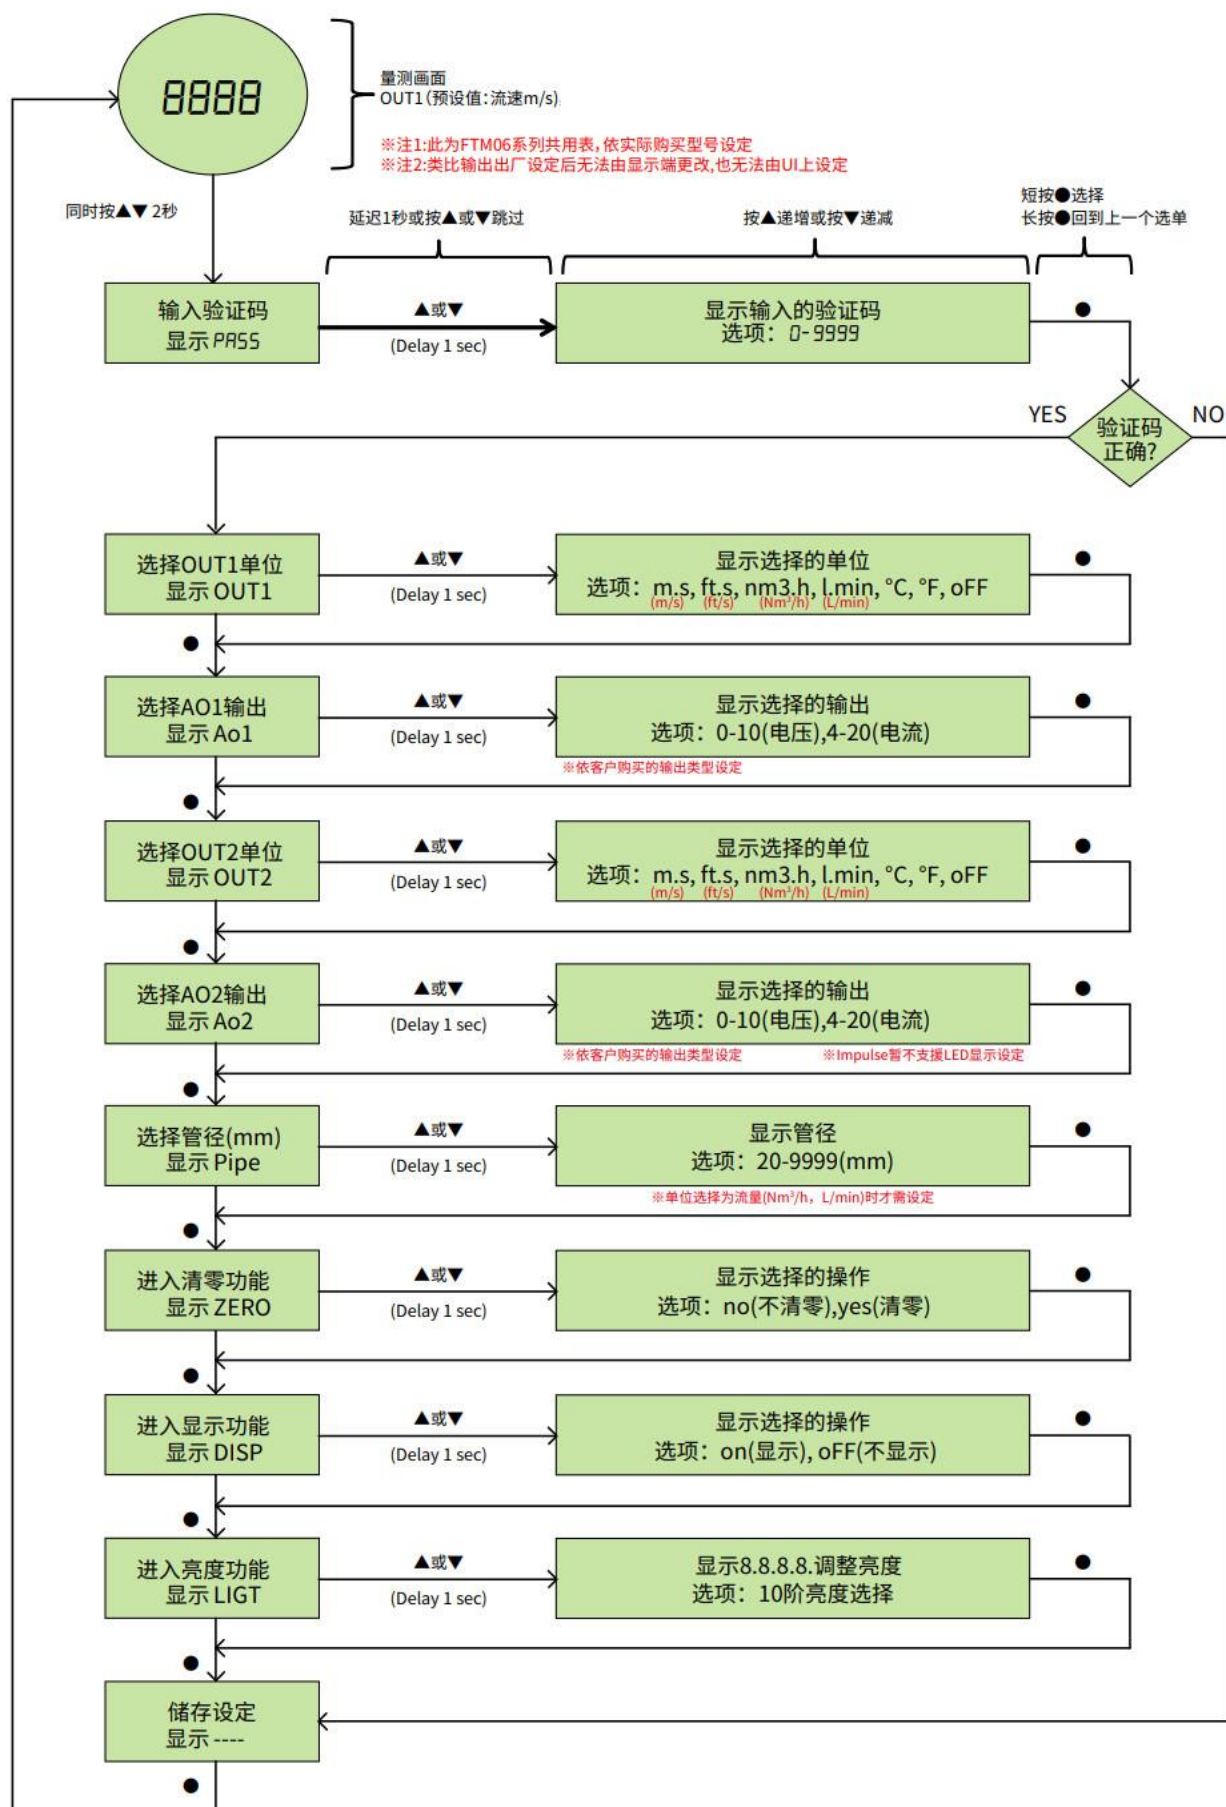 8888
量测画面
OUT1(预设值:流速m/s)
※注1:此为FTM06系列共用表,依实际购买型号设定
※注2:类比输出出厂设定后无法由显示端更改,也无法由UI上设定
同时按▲▼ 2秒
延迟1秒或按▲或▼跳过
按▲递增或按▼递减
短按●选择
长按●回到上一个选单
输入验证码
显示 PASS
▲或▼
(Delay 1 sec)
显示输入的验证码
选项: 0-9999
●
YES
验证码
正确?
NO
选择OUT1单位
显示 OUT1
▲或▼
(Delay 1 sec)
显示选择的单位
选项：m.s, ft.s, nm3.h, l.min, °C, °F, oFF
(m/s) (ft/s) (Nm³/h) (L/min)
●
●
选择AO1输出
显示 Ao1
▲或▼
(Delay 1 sec)
显示选择的输出
选项：0-10(电压),4-20(电流)
※依客户购买的输出类型设定
●
●
选择OUT2单位
显示 OUT2
▲或▼
(Delay 1 sec)
显示选择的单位
选项：m.s, ft.s, nm3.h, l.min, °C, °F, oFF
(m/s) (ft/s) (Nm³/h) (L/min)
●
●
选择AO2输出
显示 Ao2
▲或▼
(Delay 1 sec)
显示选择的输出
选项：0-10(电压),4-20(电流)
※依客户购买的输出类型设定 ※Impulse暂不支援LED显示设定
●
●
选择管径(mm)
显示 Pipe
▲或▼
(Delay 1 sec)
显示管径
选项：20-9999(mm)
※单位选择为流量(Nm³/h，L/min)时才需设定
●
●
进入清零功能
显示 ZERO
▲或▼
(Delay 1 sec)
显示选择的操作
选项：no(不清零),yes(清零)
●
●
进入显示功能
显示 DISP
▲或▼
(Delay 1 sec)
显示选择的操作
选项：on(显示), oFF(不显示)
●
●
进入亮度功能
显示 LIGT
▲或▼
(Delay 1 sec)
显示8.8.8.8.调整亮度
选项：10阶亮度选择
●
●
储存设定
显示 ----
●